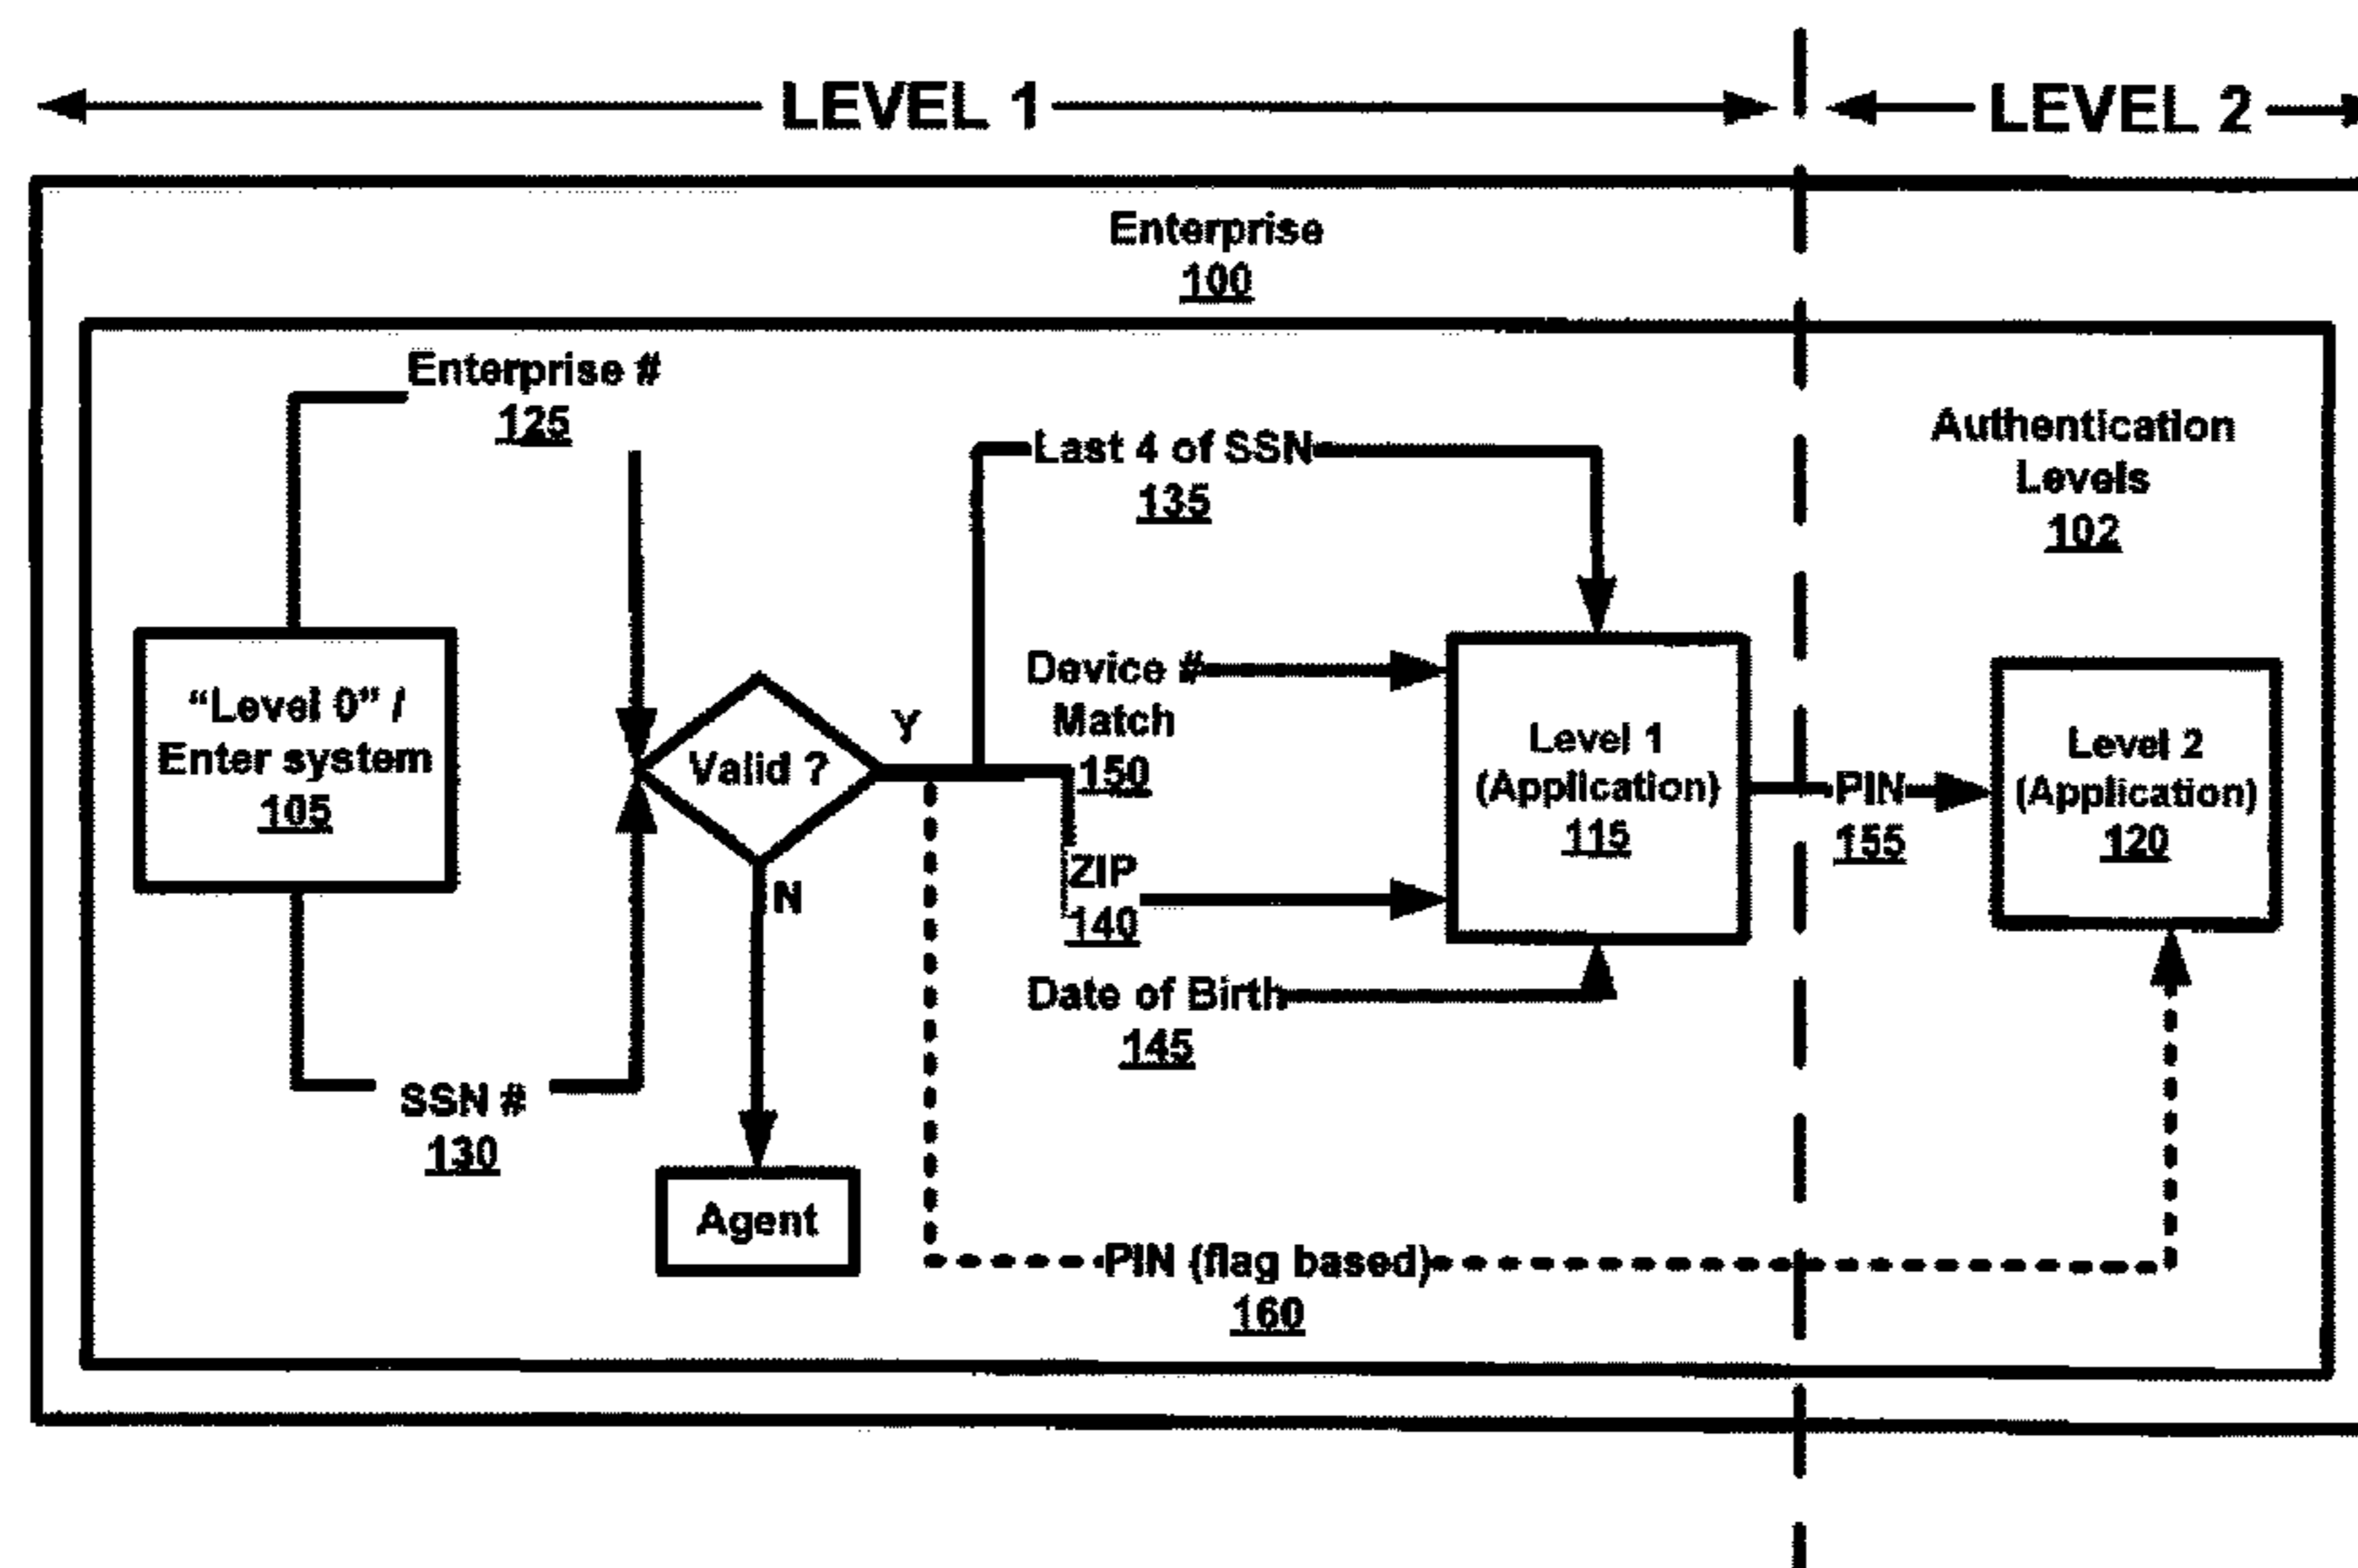 LEVEL 1
LEVEL 2
Enterprise
100
Enterprise #
125
Last 4 of SSN
135
Authentication
Levels
102
"Level 0" /
Enter system
105
Valid ?
Y
N
Device #
Match
150
ZIP
140
Date of Birth
145
Level 1
(Application)
115
PIN
155
Level 2
(Application)
120
SSN #
130
Agent
PIN (flag based)
160